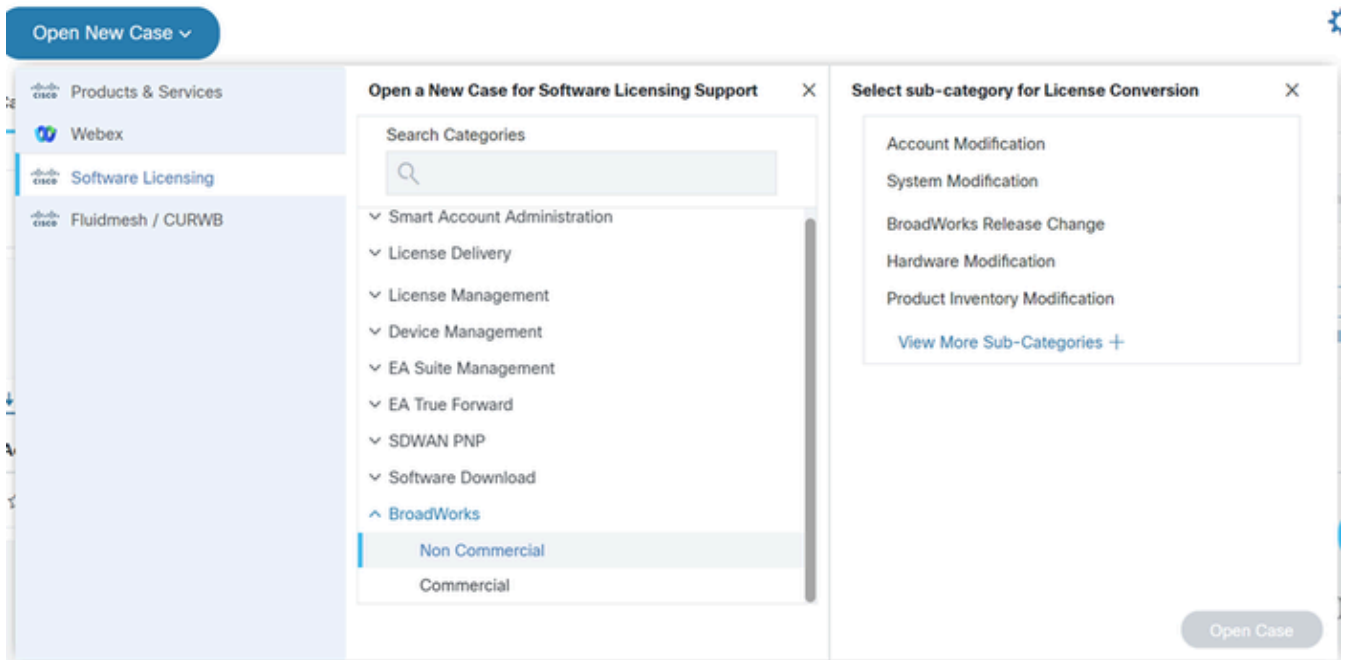 Open New Case
Products & Services
Webex
Software Licensing
Fluidmesh / CURWB
Open a New Case for Software Licensing Support
Search Categories
Smart Account Administration
License Delivery
License Management
Device Management
EA Suite Management
EA True Forward
SDWAN PNP
Software Download
BroadWorks
Non Commercial
Commercial
Select sub-category for License Conversion
Account Modification
System Modification
BroadWorks Release Change
Hardware Modification
Product Inventory Modification
View More Sub-Categories +
Open Case